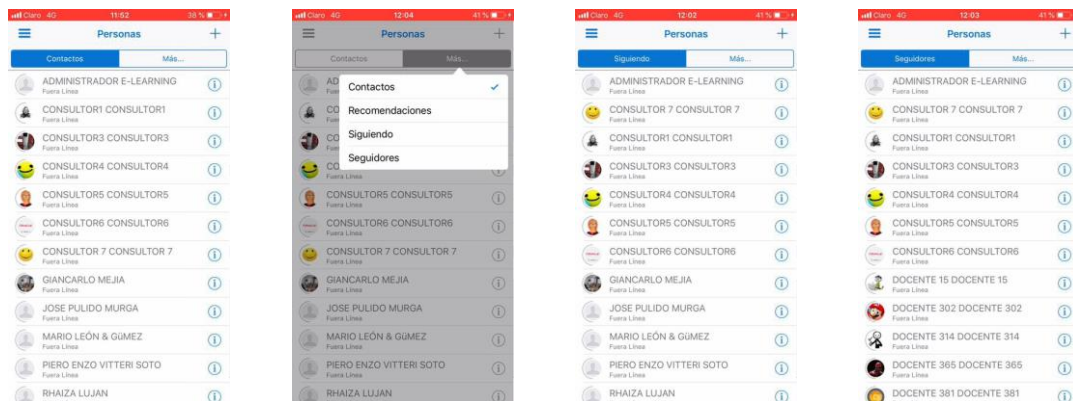 Claro 4G 11:52 38 %
Personas
Contactos Más...
ADMINISTRADOR E-LEARNING
Fuera Línea
CONSULTOR1 CONSULTOR1
Fuera Línea
CONSULTOR3 CONSULTOR3
Fuera Línea
CONSULTOR4 CONSULTOR4
Fuera Línea
CONSULTOR5 CONSULTOR5
Fuera Línea
CONSULTOR6 CONSULTOR6
Fuera Línea
CONSULTOR 7 CONSULTOR 7
Fuera Línea
GIANCARLO MEJIA
Fuera Línea
JOSE PULIDO MURGA
Fuera Línea
MARIO LEÓN & GüMEZ
Fuera Línea
PIERO ENZO VITTERI SOTO
Fuera Línea
RHAIZA LUJAN
Claro 4G 12:04 41 %
Personas
Contactos Más...
Contactos
Recomendaciones
Siguiendo
Seguidores
CONSULTOR5 CONSULTOR5
Fuera Línea
CONSULTOR6 CONSULTOR6
Fuera Línea
CONSULTOR 7 CONSULTOR 7
Fuera Línea
GIANCARLO MEJIA
Fuera Línea
JOSE PULIDO MURGA
Fuera Línea
MARIO LEÓN & GüMEZ
Fuera Línea
PIERO ENZO VITTERI SOTO
Fuera Línea
RHAIZA LUJAN
Claro 4G 12:02 41 %
Personas
Siguiendo Más...
ADMINISTRADOR E-LEARNING
Fuera Línea
CONSULTOR 7 CONSULTOR 7
Fuera Línea
CONSULTOR1 CONSULTOR1
Fuera Línea
CONSULTOR3 CONSULTOR3
Fuera Línea
CONSULTOR4 CONSULTOR4
Fuera Línea
CONSULTOR5 CONSULTOR5
Fuera Línea
CONSULTOR6 CONSULTOR6
Fuera Línea
GIANCARLO MEJIA
Fuera Línea
JOSE PULIDO MURGA
Fuera Línea
MARIO LEÓN & GüMEZ
Fuera Línea
PIERO ENZO VITTERI SOTO
Fuera Línea
RHAIZA LUJAN
Claro 4G 12:03 41 %
Personas
Seguidores Más...
ADMINISTRADOR E-LEARNING
Fuera Línea
CONSULTOR 7 CONSULTOR 7
Fuera Línea
CONSULTOR1 CONSULTOR1
Fuera Línea
CONSULTOR3 CONSULTOR3
Fuera Línea
CONSULTOR4 CONSULTOR4
Fuera Línea
CONSULTOR5 CONSULTOR5
Fuera Línea
CONSULTOR6 CONSULTOR6
Fuera Línea
DOCENTE 15 DOCENTE 15
Fuera Línea
DOCENTE 302 DOCENTE 302
Fuera Línea
DOCENTE 314 DOCENTE 314
Fuera Línea
DOCENTE 365 DOCENTE 365
Fuera Línea
DOCENTE 381 DOCENTE 381